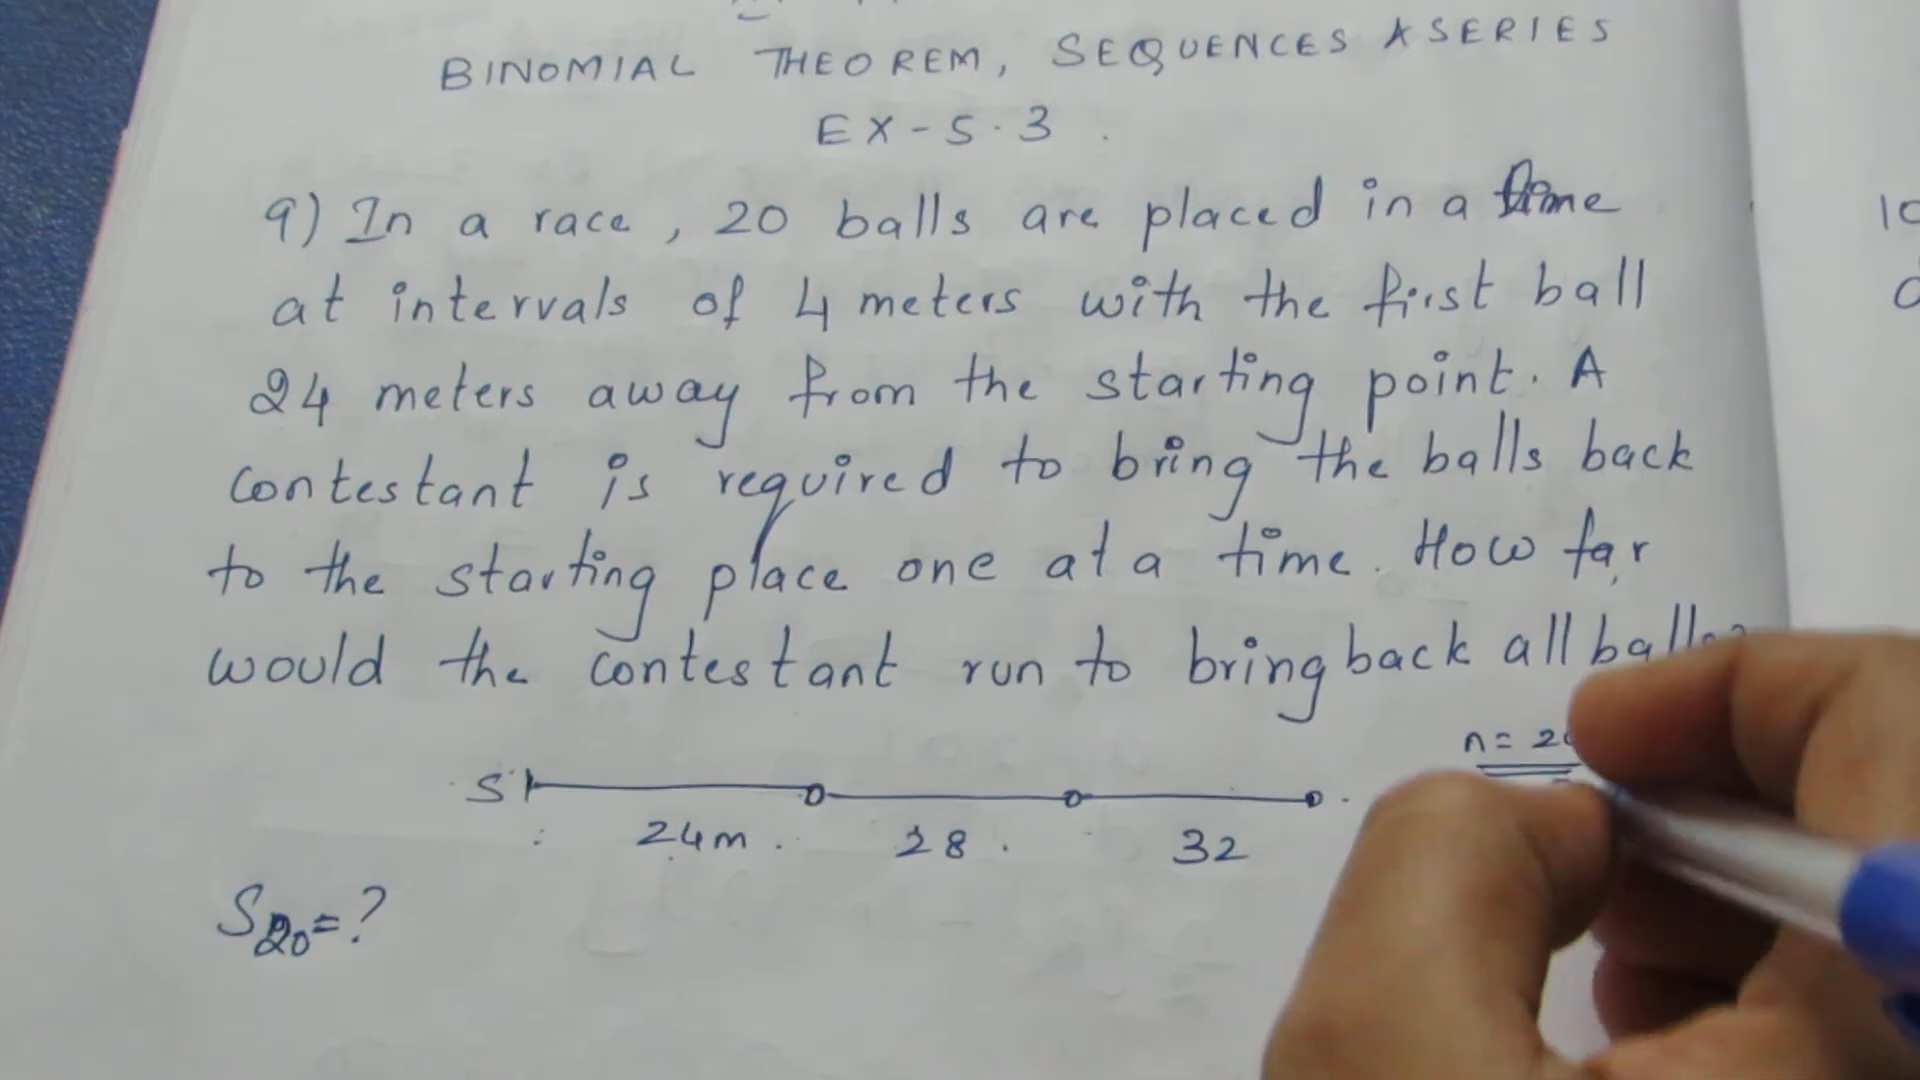 BINOMIAL THEOREM, SEQUENCES & SERIES
EX-5.3.
9) In a race, 20 balls are placed in a line
at intervals of 4 meters with the first ball
24 meters away from the starting point. A
contestant is required to bring the balls back
to the starting place one at a time. How far
would the contestant run to bring back all balls?
n = 20
S
24m. 28. 32
S20=?